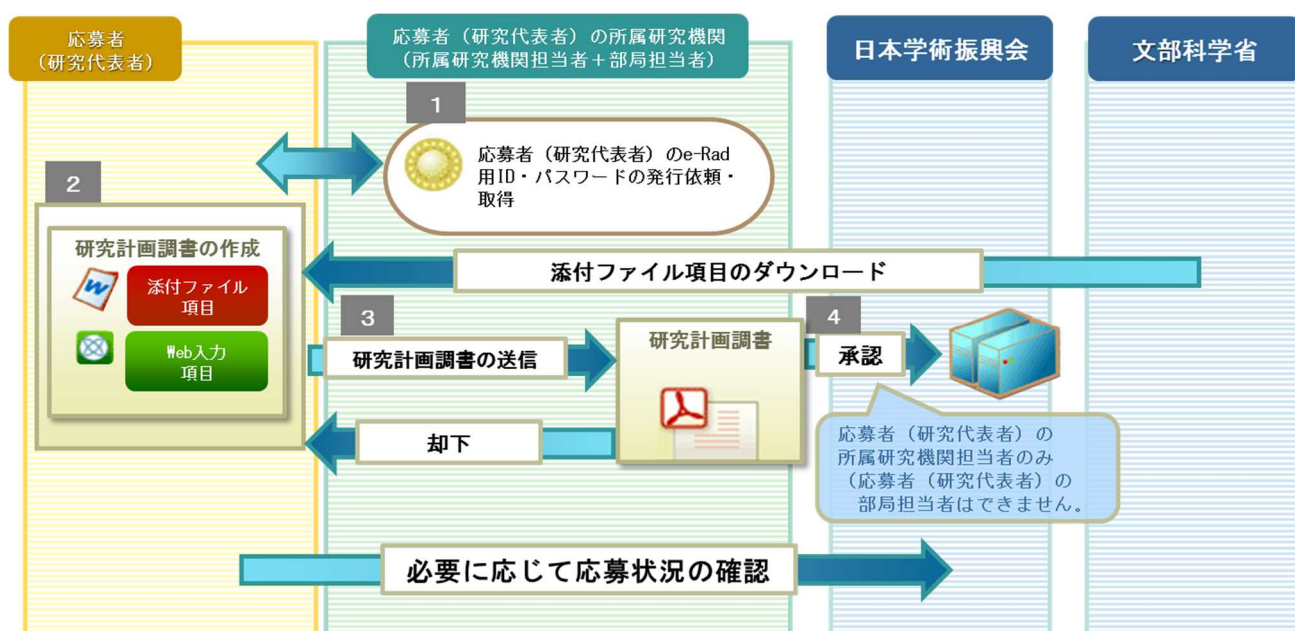 応募者
(研究代表者)
応募者(研究代表者)の所属研究機関
(所属研究機関担当者+部局担当者)
日本学術振興会
文部科学省
1
応募者(研究代表者)のe-Rad
用ID・パスワードの発行依頼・
取得
2
研究計画調書の作成
W
添付ファイル
項目
Web入力
項目
添付ファイル項目のダウンロード
3
研究計画調書の送信
研究計画調書
4
承認
却下
応募者(研究代表者)の
所属研究機関担当者のみ
(応募者(研究代表者)の
部局担当者はできません。
必要に応じて応募状況の確認